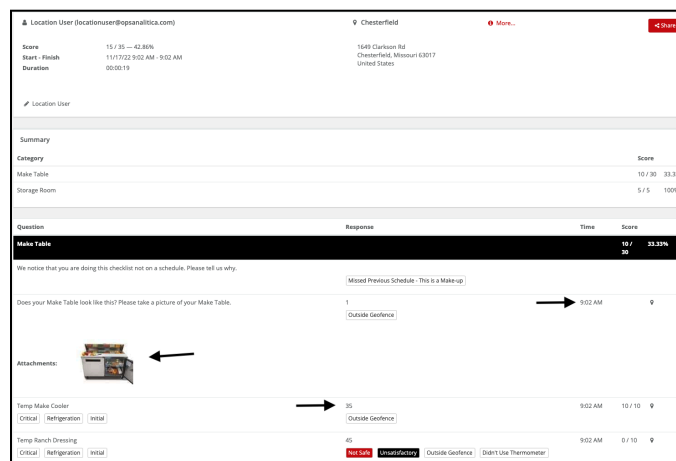 Location User (locationuser@opsanalitica.com) Chesterfield More... Share
Score 15 / 35 — 42.86% 1649 Clarkson Rd
Start - Finish 11/17/22 9:02 AM - 9:02 AM Chesterfield, Missouri 63017
Duration 00:00:19 United States
Location User
Summary
Category Score
Make Table 10 / 30 33.3
Storage Room 5 / 5 100%
Question Response Time Score
Make Table 10 / 30 33.33%
We notice that you are doing this checklist not on a schedule. Please tell us why.
Missed Previous Schedule - This is a Make-up
Does your Make Table look like this? Please take a picture of your Make Table. 1 9:02 AM
Outside Geofence
Attachments:
Temp Make Cooler 35 9:02 AM 10 / 10
Critical Refrigeration Initial Outside Geofence
Temp Ranch Dressing 45 9:02 AM 0 / 10
Critical Refrigeration Initial Not Safe Unsatisfactory Outside Geofence Didn't Use Thermometer